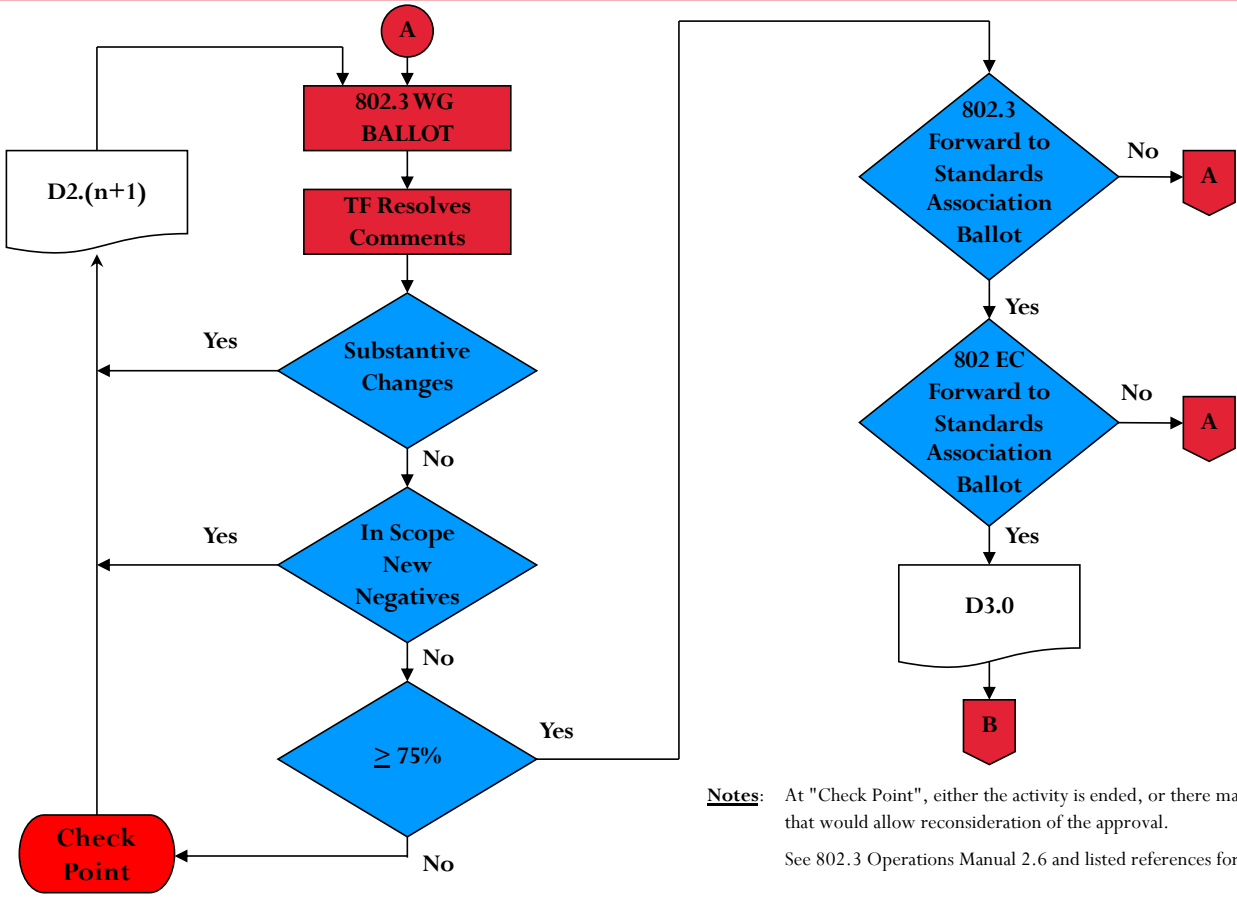 A
802.3 WG
BALLOT
D2.(n+1)
TF Resolves
Comments
Yes
Substantive
Changes
No
Yes
In Scope
New
Negatives
No
≥ 75%
Yes
No
Check
Point
802.3
Forward to
Standards
Association
Ballot
No
A
Yes
802 EC
Forward to
Standards
Association
Ballot
No
A
Yes
D3.0
B
Notes: At "Check Point", either the activity is ended, or there ma
that would allow reconsideration of the approval.
See 802.3 Operations Manual 2.6 and listed references for